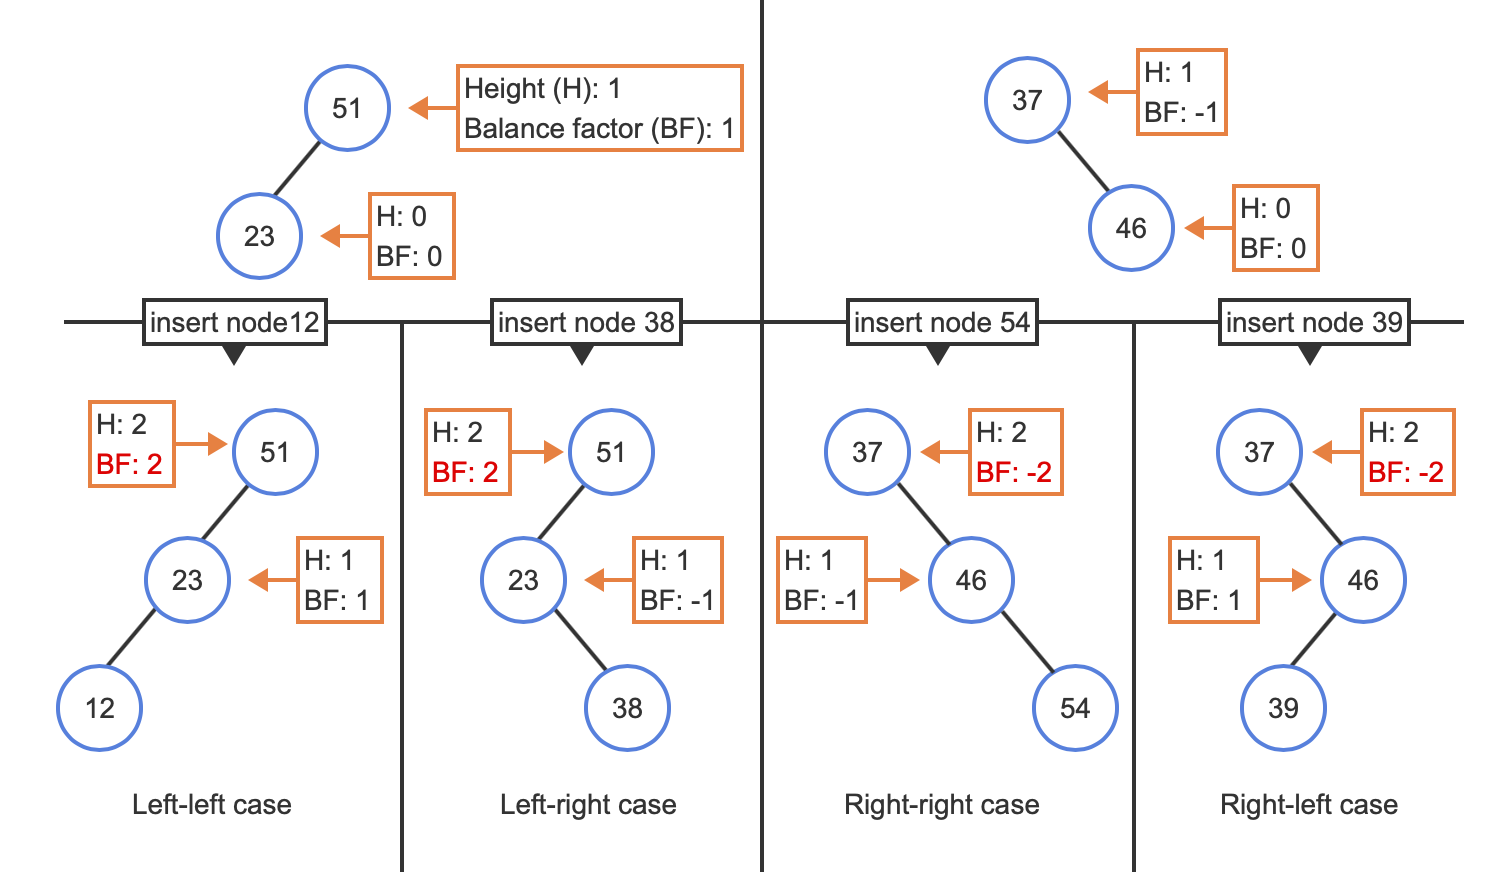 51
Height (H): 1
Balance factor (BF): 1
23
H: 0
BF: 0
37
H: 1
BF: -1
46
H: 0
BF: 0
insert node12
insert node 38
insert node 54
insert node 39
H: 2
BF: 2
51
23
H: 1
BF: 1
12
Left-left case
H: 2
BF: 2
51
23
H: 1
BF: -1
38
Left-right case
37
H: 2
BF: -2
H: 1
BF: -1
46
54
Right-right case
37
H: 2
BF: -2
H: 1
BF: 1
46
39
Right-left case